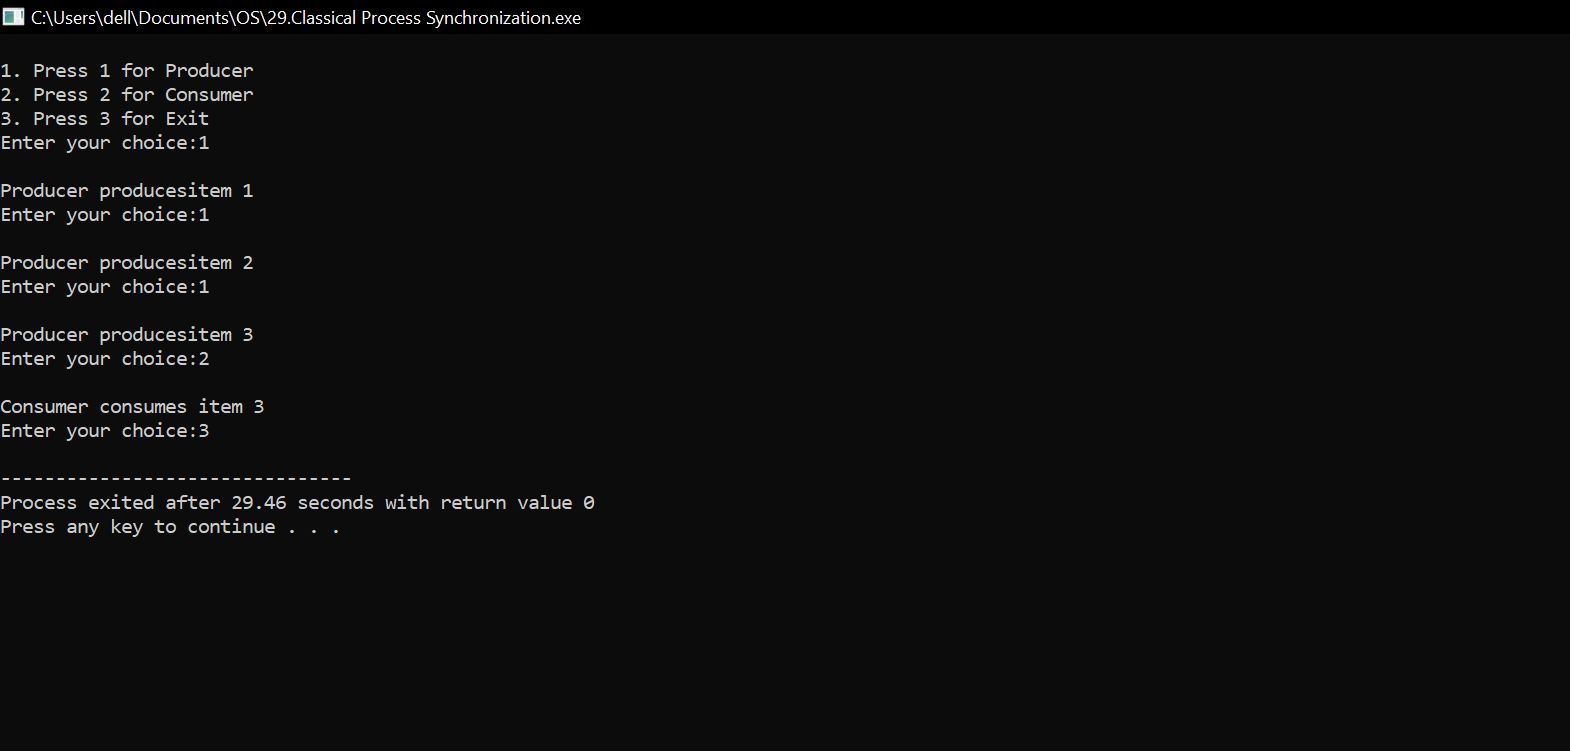 C:\Users\dell\Documents\OS\29.Classical Process Synchronization.exe
1. Press 1 for Producer
2. Press 2 for Consumer
3. Press 3 for Exit
Enter your choice:1
Producer producesitem 1
Enter your choice:1
Producer producesitem 2
Enter your choice:1
Producer producesitem 3
Enter your choice:2
Consumer consumes item 3
Enter your choice:3
--------------------------------
Process exited after 29.46 seconds with return value 0
Press any key to continue . . .